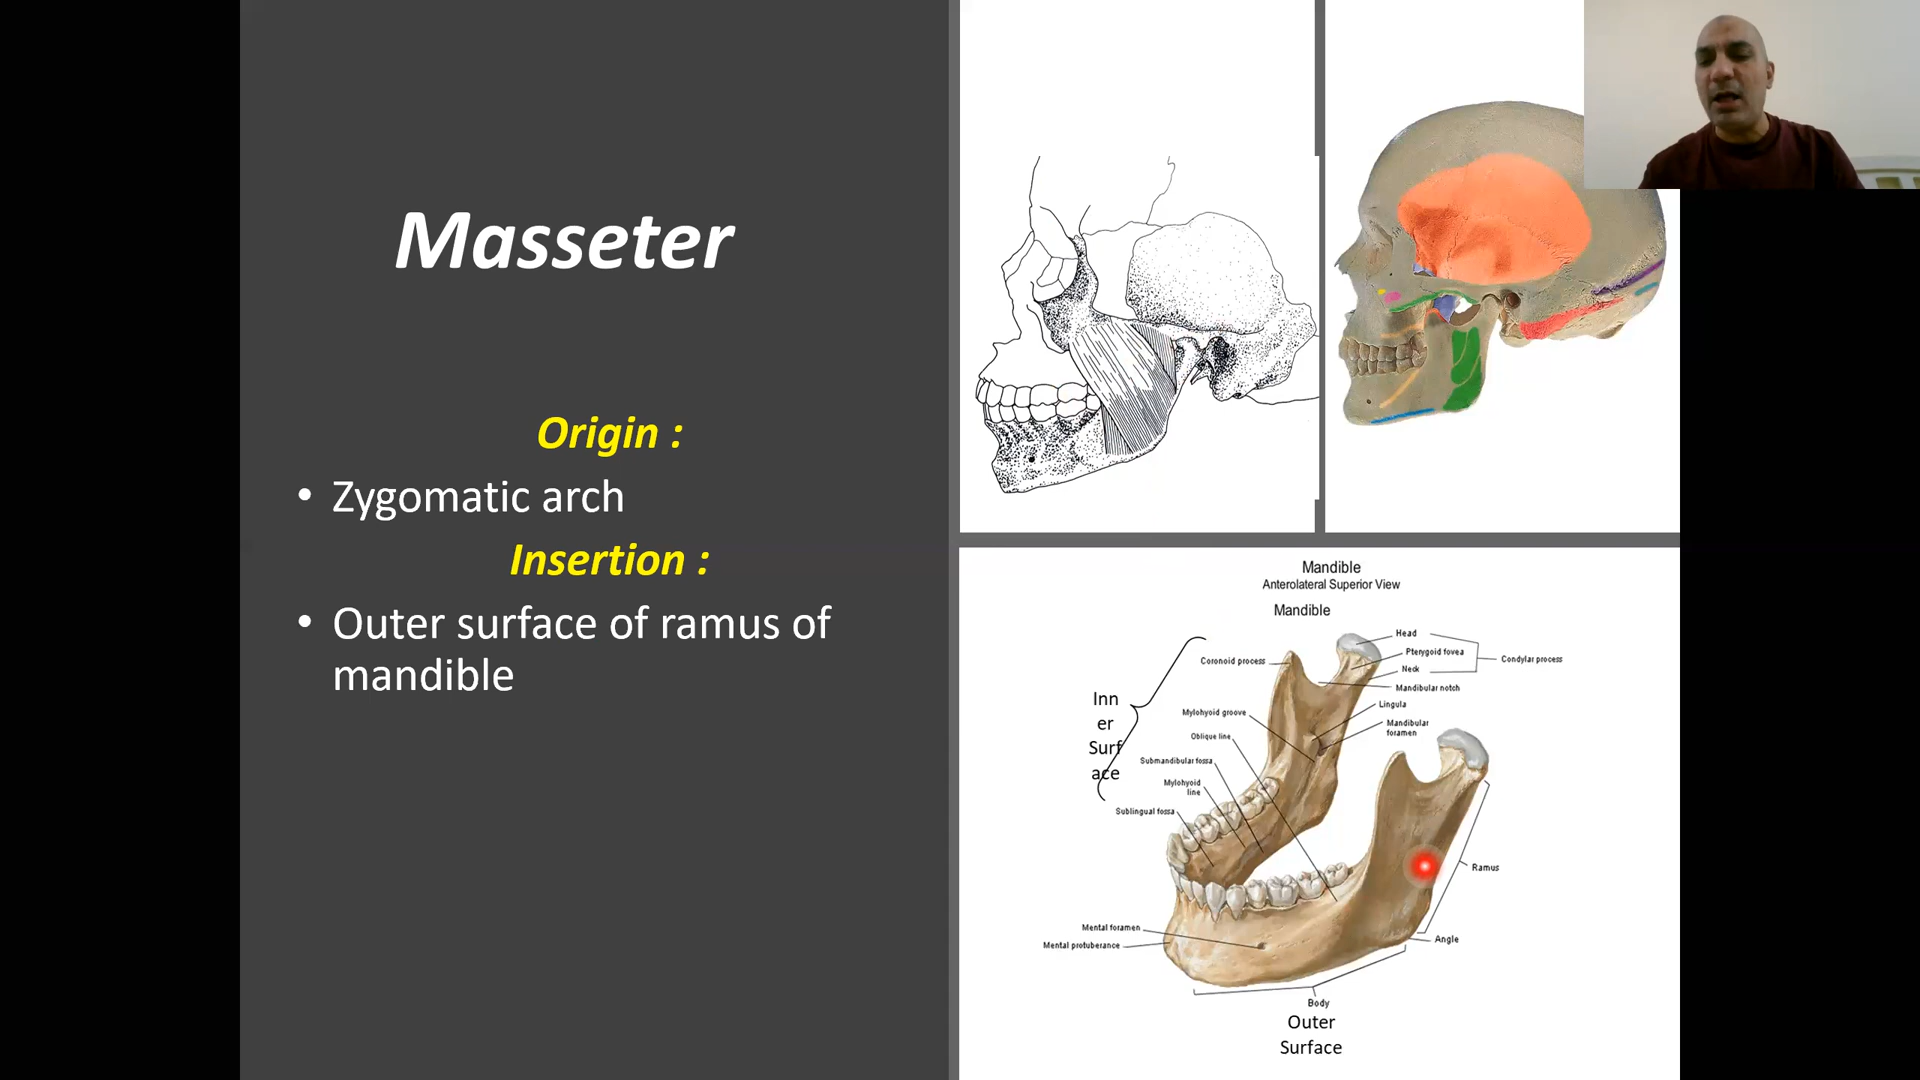 Masseter
Origin :
• Zygomatic arch
Insertion :
• Outer surface of ramus of
mandible
Mandible
Anterolateral Superior View
Mandible
Head
Pterygoid fovea
Neck
Condylar process
Coronoid process
Mandibular notch
Lingula
Mandibular
foramen
Inn
er
Surf
ace
Mylohyoid groove
Oblique line
Submandibular fossa
Mylohyoid
line
Sublingual fossa
Ramus
Mental foramen
Mental protuberance
Angle
Body
Outer
Surface